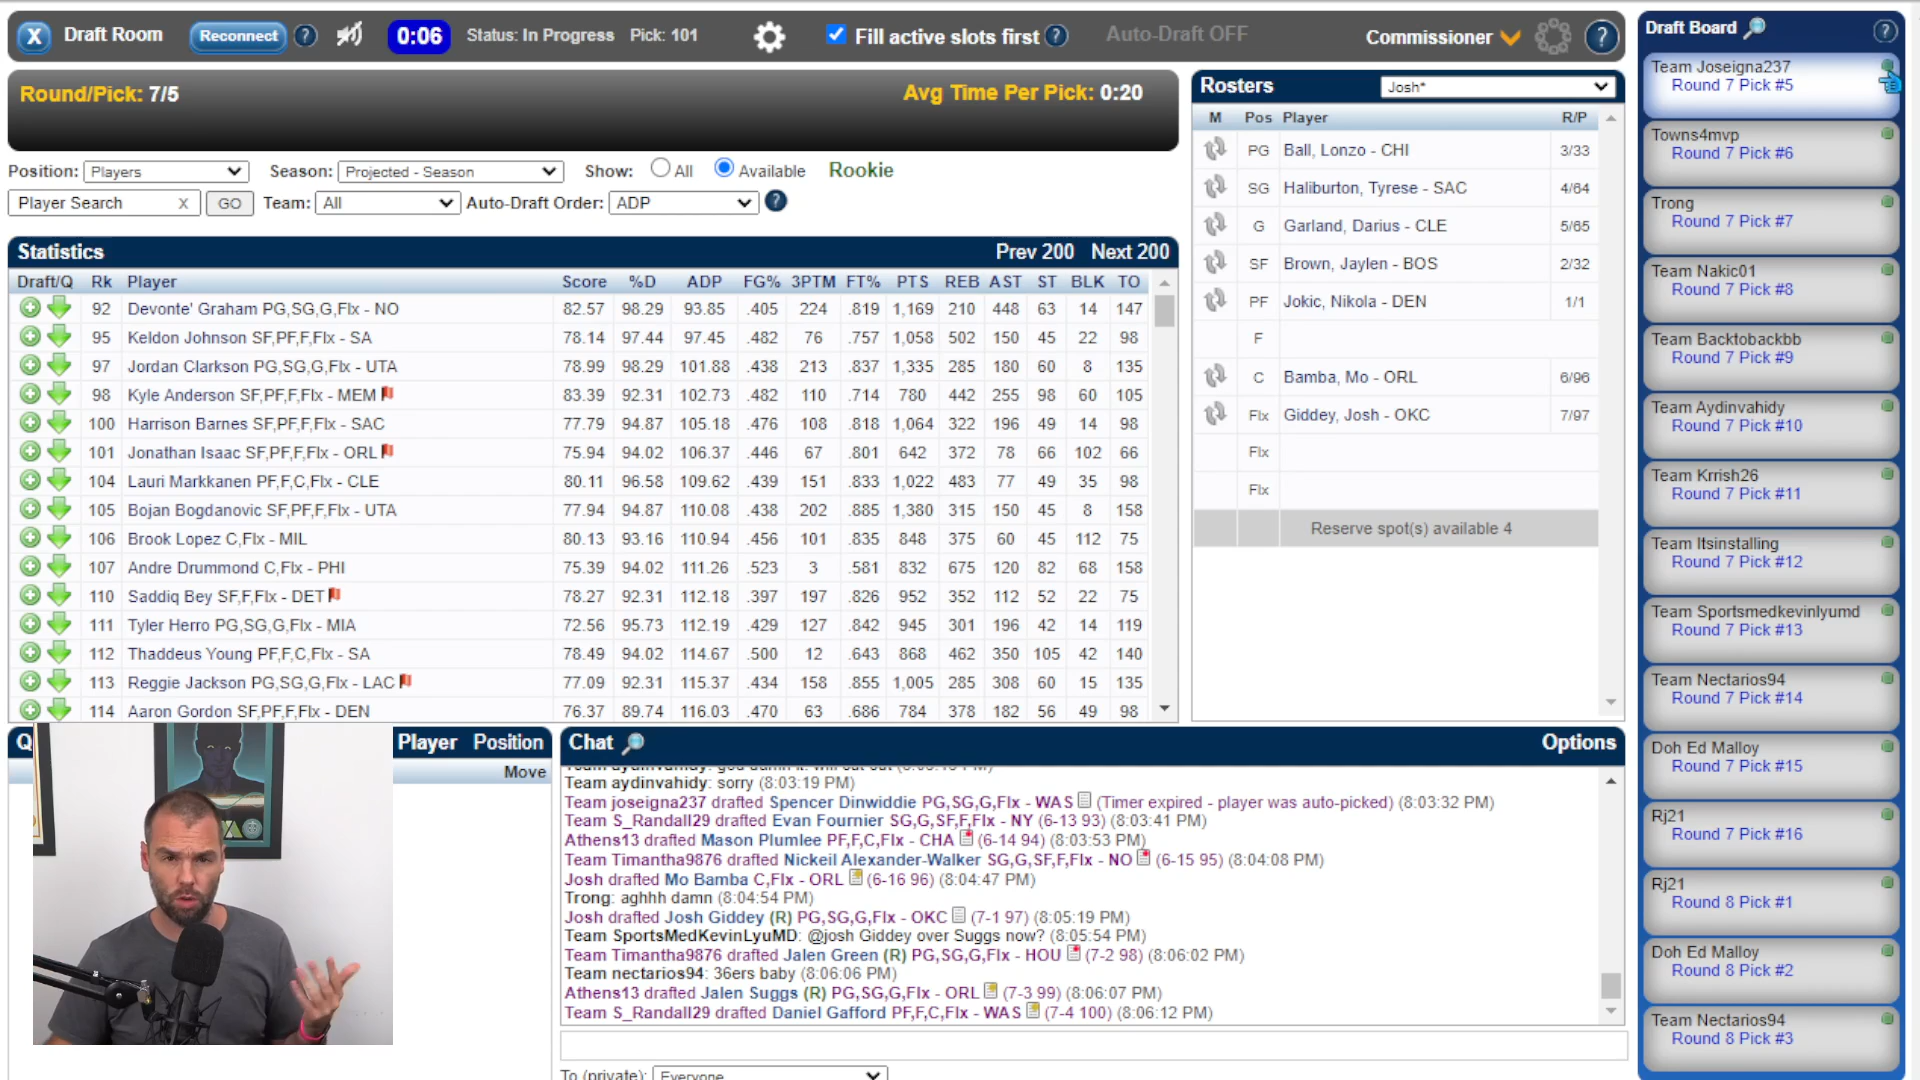 X Draft Room Reconnect ? 0:06 Status: In Progress Pick: 101 Fill active slots first ? Auto-Draft OFF Commissioner ?
Round/Pick: 7/5 Avg Time Per Pick: 0:20
Position: Players Season: Projected - Season Show: All Available Rookie
Player Search X GO Team: All Auto-Draft Order: ADP ?
Statistics Prev 200 Next 200
Draft/Q Rk Player Score %D ADP FG% 3PTM FT% PTS REB AST ST BLK TO
92 Devonte' Graham PG,SG,G,Flx - NO 82.57 98.29 93.85 .405 224 .819 1,169 210 448 63 14 147
95 Keldon Johnson SF,PF,F,Flx - SA 78.14 97.44 97.45 .482 76 .757 1,058 502 150 45 22 98
97 Jordan Clarkson PG,SG,G,Flx - UTA 78.99 98.29 101.88 .438 213 .837 1,335 285 180 60 8 135
98 Kyle Anderson SF,PF,F,Flx - MEM 83.39 92.31 102.73 .482 110 .714 780 442 255 98 60 105
100 Harrison Barnes SF,PF,F,Flx - SAC 77.79 94.87 105.18 .476 108 .818 1,064 322 196 49 14 98
101 Jonathan Isaac SF,PF,F,Flx - ORL 75.94 94.02 106.37 .446 67 .801 642 372 78 66 102 66
104 Lauri Markkanen PF,F,C,Flx - CLE 80.11 96.58 109.62 .439 151 .833 1,022 483 77 49 35 98
105 Bojan Bogdanovic SF,PF,F,Flx - UTA 77.94 94.87 110.08 .438 202 .885 1,380 315 150 45 8 158
106 Brook Lopez C,Flx - MIL 80.13 93.16 110.94 .456 101 .835 848 375 60 45 112 75
107 Andre Drummond C,Flx - PHI 75.39 94.02 111.26 .523 3 .581 832 675 120 82 68 158
110 Saddiq Bey SF,F,Flx - DET 78.27 92.31 112.18 .397 197 .826 952 352 112 52 22 75
111 Tyler Herro PG,SG,G,Flx - MIA 72.56 95.73 112.19 .429 127 .842 945 301 196 42 14 119
112 Thaddeus Young PF,F,C,Flx - SA 78.49 94.02 114.67 .500 12 .643 868 462 350 105 42 140
113 Reggie Jackson PG,SG,G,Flx - LAC 77.09 92.31 115.37 .434 158 .855 1,005 285 308 60 15 135
114 Aaron Gordon SF,PF,F,Flx - DEN 76.37 89.74 116.03 .470 63 .686 784 378 182 56 49 98
Rosters Josh*
M Pos Player R/P
PG Ball, Lonzo - CHI 3/33
SG Haliburton, Tyrese - SAC 4/64
G Garland, Darius - CLE 5/65
SF Brown, Jaylen - BOS 2/32
PF Jokic, Nikola - DEN 1/1
F
C Bamba, Mo - ORL 6/96
Flx Giddey, Josh - OKC 7/97
Flx
Flx
Reserve spot(s) available 4
Q Player Position
Move
Chat Options
Team aydinvahidy: sorry (8:03:19 PM)
Team joseigna237 drafted Spencer Dinwiddie PG,SG,G,Flx - WAS (Timer expired - player was auto-picked) (8:03:32 PM)
Team S_Randall29 drafted Evan Fournier SG,G,SF,F,Flx - NY (6-13 93) (8:03:41 PM)
Athens13 drafted Mason Plumlee PF,F,C,Flx - CHA (6-14 94) (8:03:53 PM)
Team Timantha9876 drafted Nickeil Alexander-Walker SG,G,SF,F,Flx - NO (6-15 95) (8:04:08 PM)
Josh drafted Mo Bamba C,Flx - ORL (6-16 96) (8:04:47 PM)
Trong: aghhh damn (8:04:54 PM)
Josh drafted Josh Giddey (R) PG,SG,G,Flx - OKC (7-1 97) (8:05:19 PM)
Team SportsMedKevinLyuMD: @josh Giddey over Suggs now? (8:05:54 PM)
Team Timantha9876 drafted Jalen Green (R) PG,SG,G,Flx - HOU (7-2 98) (8:06:02 PM)
Team nectarios94: 36ers baby (8:06:06 PM)
Athens13 drafted Jalen Suggs (R) PG,SG,G,Flx - ORL (7-3 99) (8:06:07 PM)
Team S_Randall29 drafted Daniel Gafford PF,F,C,Flx - WAS (7-4 100) (8:06:12 PM)
To (private): Everyone
Draft Board ?
Team Joseigna237
Round 7 Pick #5
Towns4mvp
Round 7 Pick #6
Trong
Round 7 Pick #7
Team Nakic01
Round 7 Pick #8
Team Backtobackbb
Round 7 Pick #9
Team Aydinvahidy
Round 7 Pick #10
Team Krrish26
Round 7 Pick #11
Team Itsinstalling
Round 7 Pick #12
Team Sportsmedkevinlyumd
Round 7 Pick #13
Team Nectarios94
Round 7 Pick #14
Doh Ed Malloy
Round 7 Pick #15
Rj21
Round 7 Pick #16
Rj21
Round 8 Pick #1
Doh Ed Malloy
Round 8 Pick #2
Team Nectarios94
Round 8 Pick #3